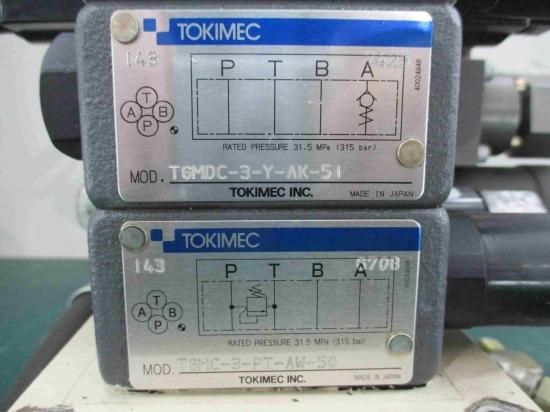 TOKIMEC
143
P T B A
40024946
A T B P
RATED PRESSURE 31.5 MPa (315 bar)
MOD. TGMDC-3-Y-AK-51
TOKIMEC INC. MADE IN JAPAN
TOKIMEC
143 6708
P T B A
A T B P
RATED PRESSURE 31.5 MPa (315 bar)
MOD. TGMC-3-PT-AW-50
TOKIMEC INC. MADE IN JAPAN